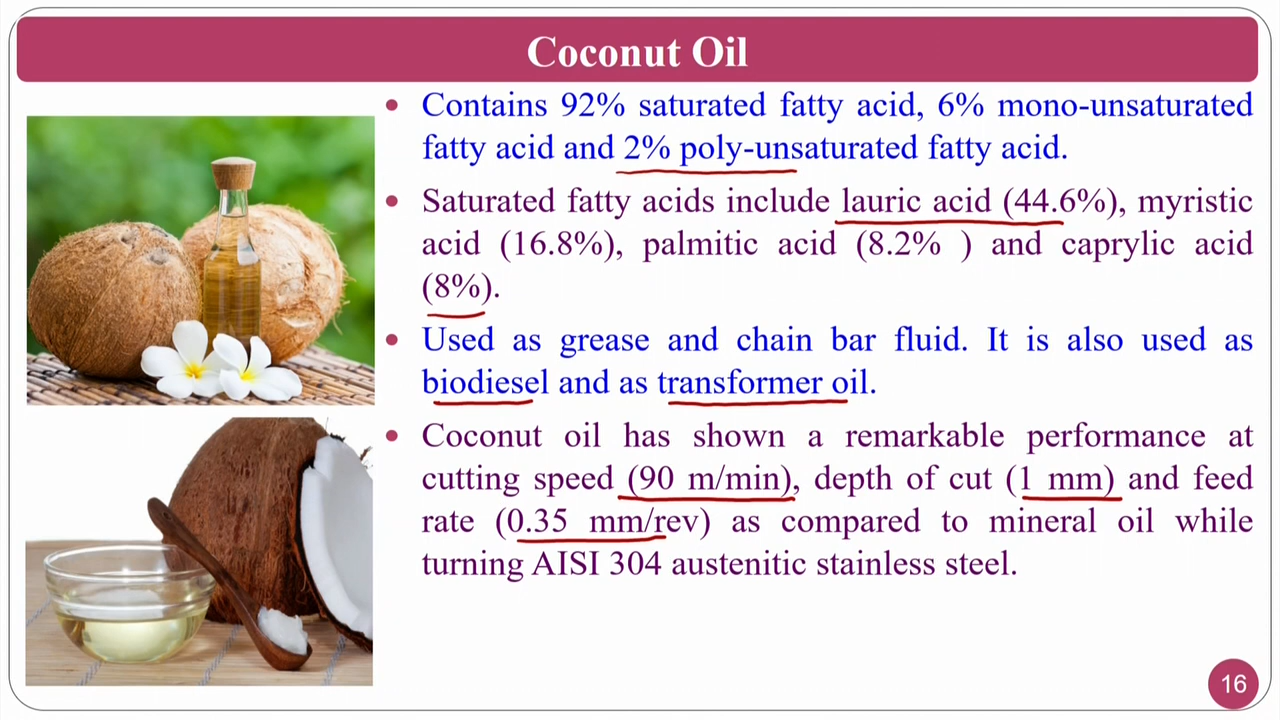 Coconut Oil
• Contains 92% saturated fatty acid, 6% mono-unsaturated
fatty acid and 2% poly-unsaturated fatty acid.
• Saturated fatty acids include lauric acid (44.6%), myristic
acid (16.8%), palmitic acid (8.2% ) and caprylic acid
(8%).
• Used as grease and chain bar fluid. It is also used as
biodiesel and as transformer oil.
• Coconut oil has shown a remarkable performance at
cutting speed (90 m/min), depth of cut (1 mm) and feed
rate (0.35 mm/rev) as compared to mineral oil while
turning AISI 304 austenitic stainless steel.
16